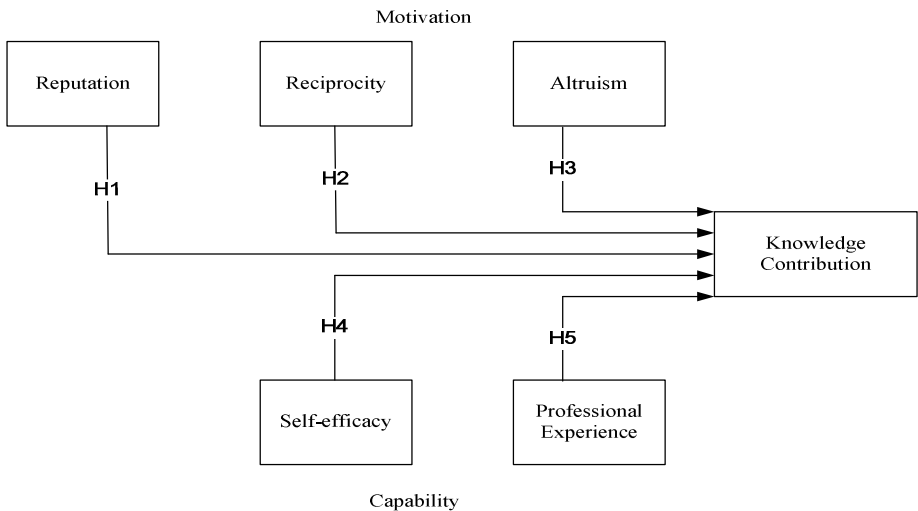 Motivation
Reputation
Reciprocity
Altruism
H1
H2
H3
Knowledge
Contribution
H4
H5
Self-efficacy
Professional
Experience
Capability